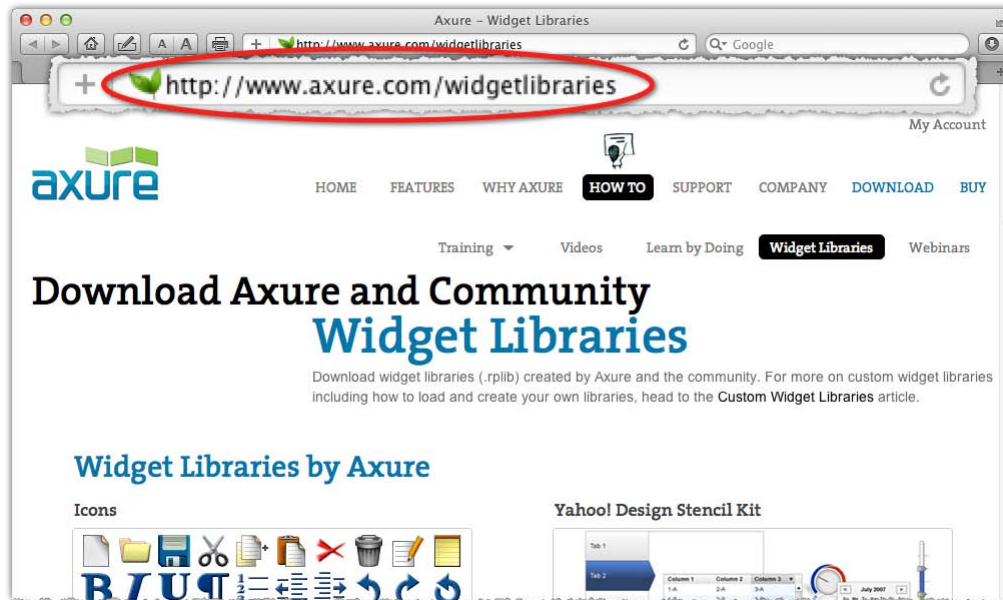 Axure – Widget Libraries
A A + http://www.axure.com/widgetlibraries Google
+ http://www.axure.com/widgetlibraries
My Account
axure
HOME FEATURES WHY AXURE HOW TO SUPPORT COMPANY DOWNLOAD BUY
Training Videos Learn by Doing Widget Libraries Webinars
Download Axure and Community
Widget Libraries
Download widget libraries (.rplib) created by Axure and the community. For more on custom widget libraries
including how to load and create your own libraries, head to the Custom Widget Libraries article.
Widget Libraries by Axure
Icons Yahoo! Design Stencil Kit
Tab 1
Tab 2
Column 1 Column 2 Column 3
1-A 2-A 3-A
July 2007
B I U ¶